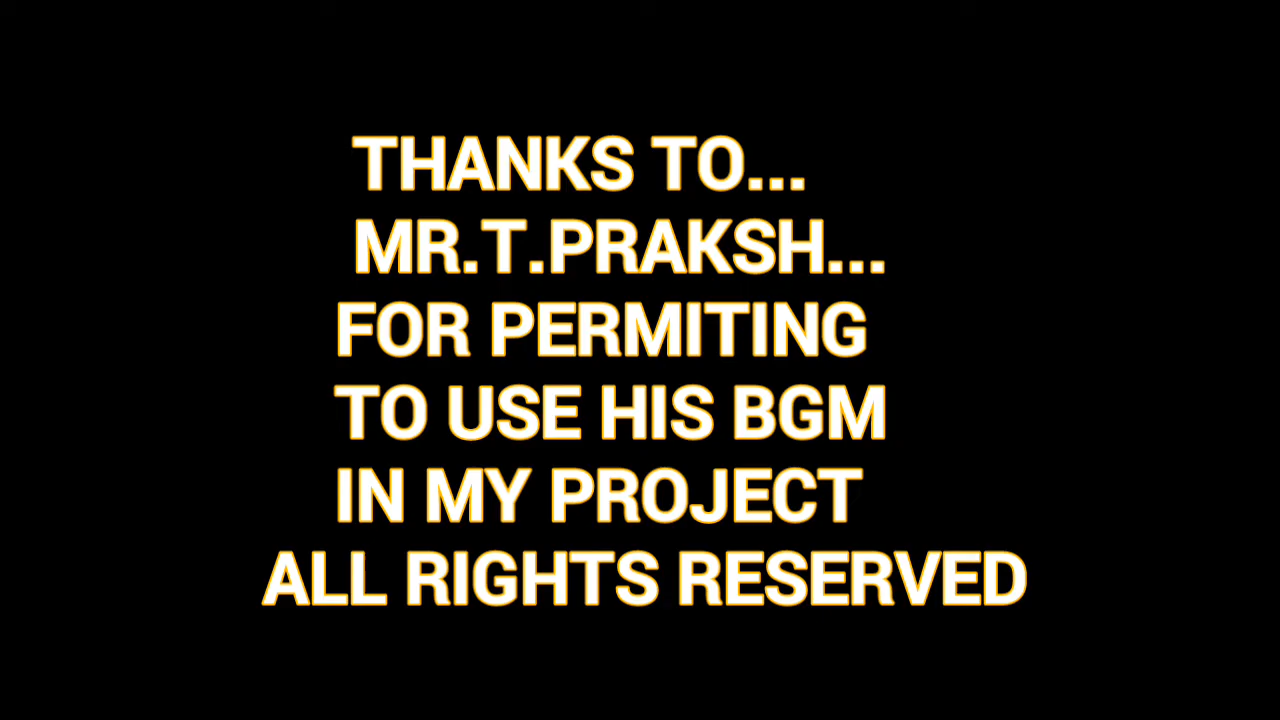 THANKS TO...
MR.T.PRAKSH...
FOR PERMITING
TO USE HIS BGM
IN MY PROJECT
ALL RIGHTS RESERVED